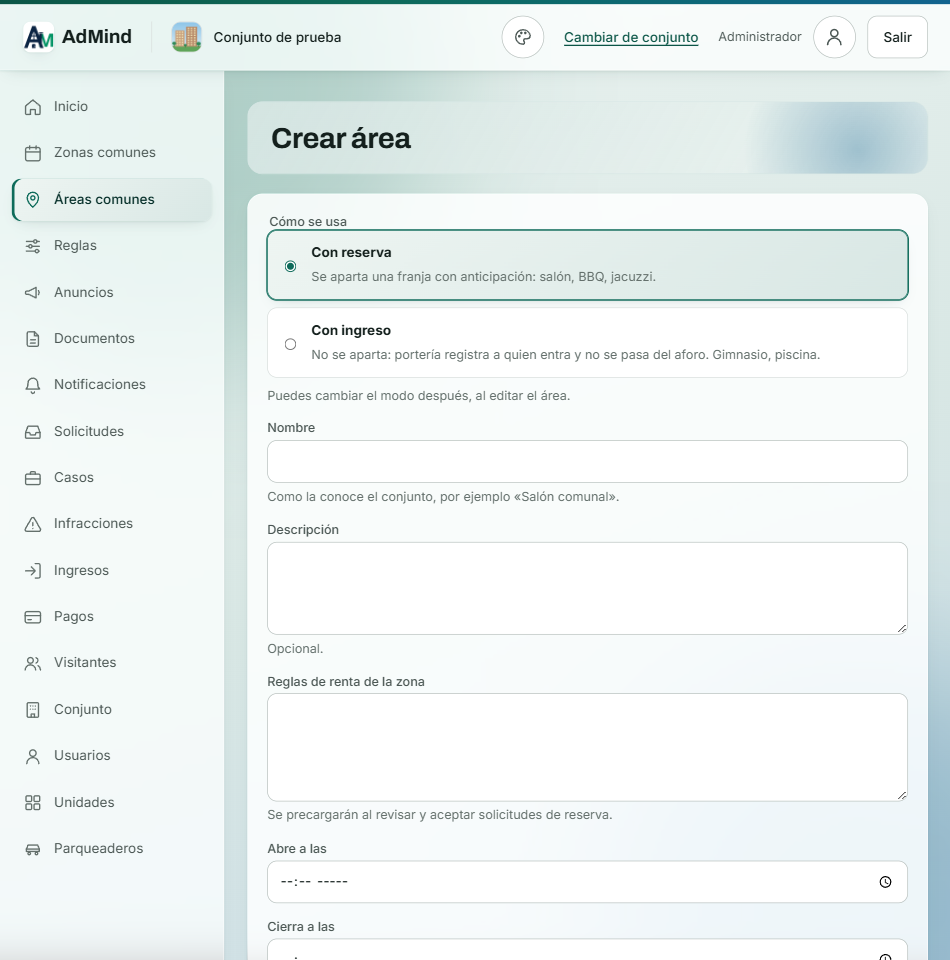 AM AdMind
Conjunto de prueba
Cambiar de conjunto
Administrador
Salir
Inicio
Zonas comunes
Áreas comunes
Reglas
Anuncios
Documentos
Notificaciones
Solicitudes
Casos
Infracciones
Ingresos
Pagos
Visitantes
Conjunto
Usuarios
Unidades
Parqueaderos
Crear área
Cómo se usa
Con reserva
Se aparta una franja con anticipación: salón, BBQ, jacuzzi.
Con ingreso
No se aparta: portería registra a quien entra y no se pasa del aforo. Gimnasio, piscina.
Puedes cambiar el modo después, al editar el área.
Nombre
Como la conoce el conjunto, por ejemplo «Salón comunal».
Descripción
Opcional.
Reglas de renta de la zona
Se precargarán al revisar y aceptar solicitudes de reserva.
Abre a las
--:-- -----
Cierra a las